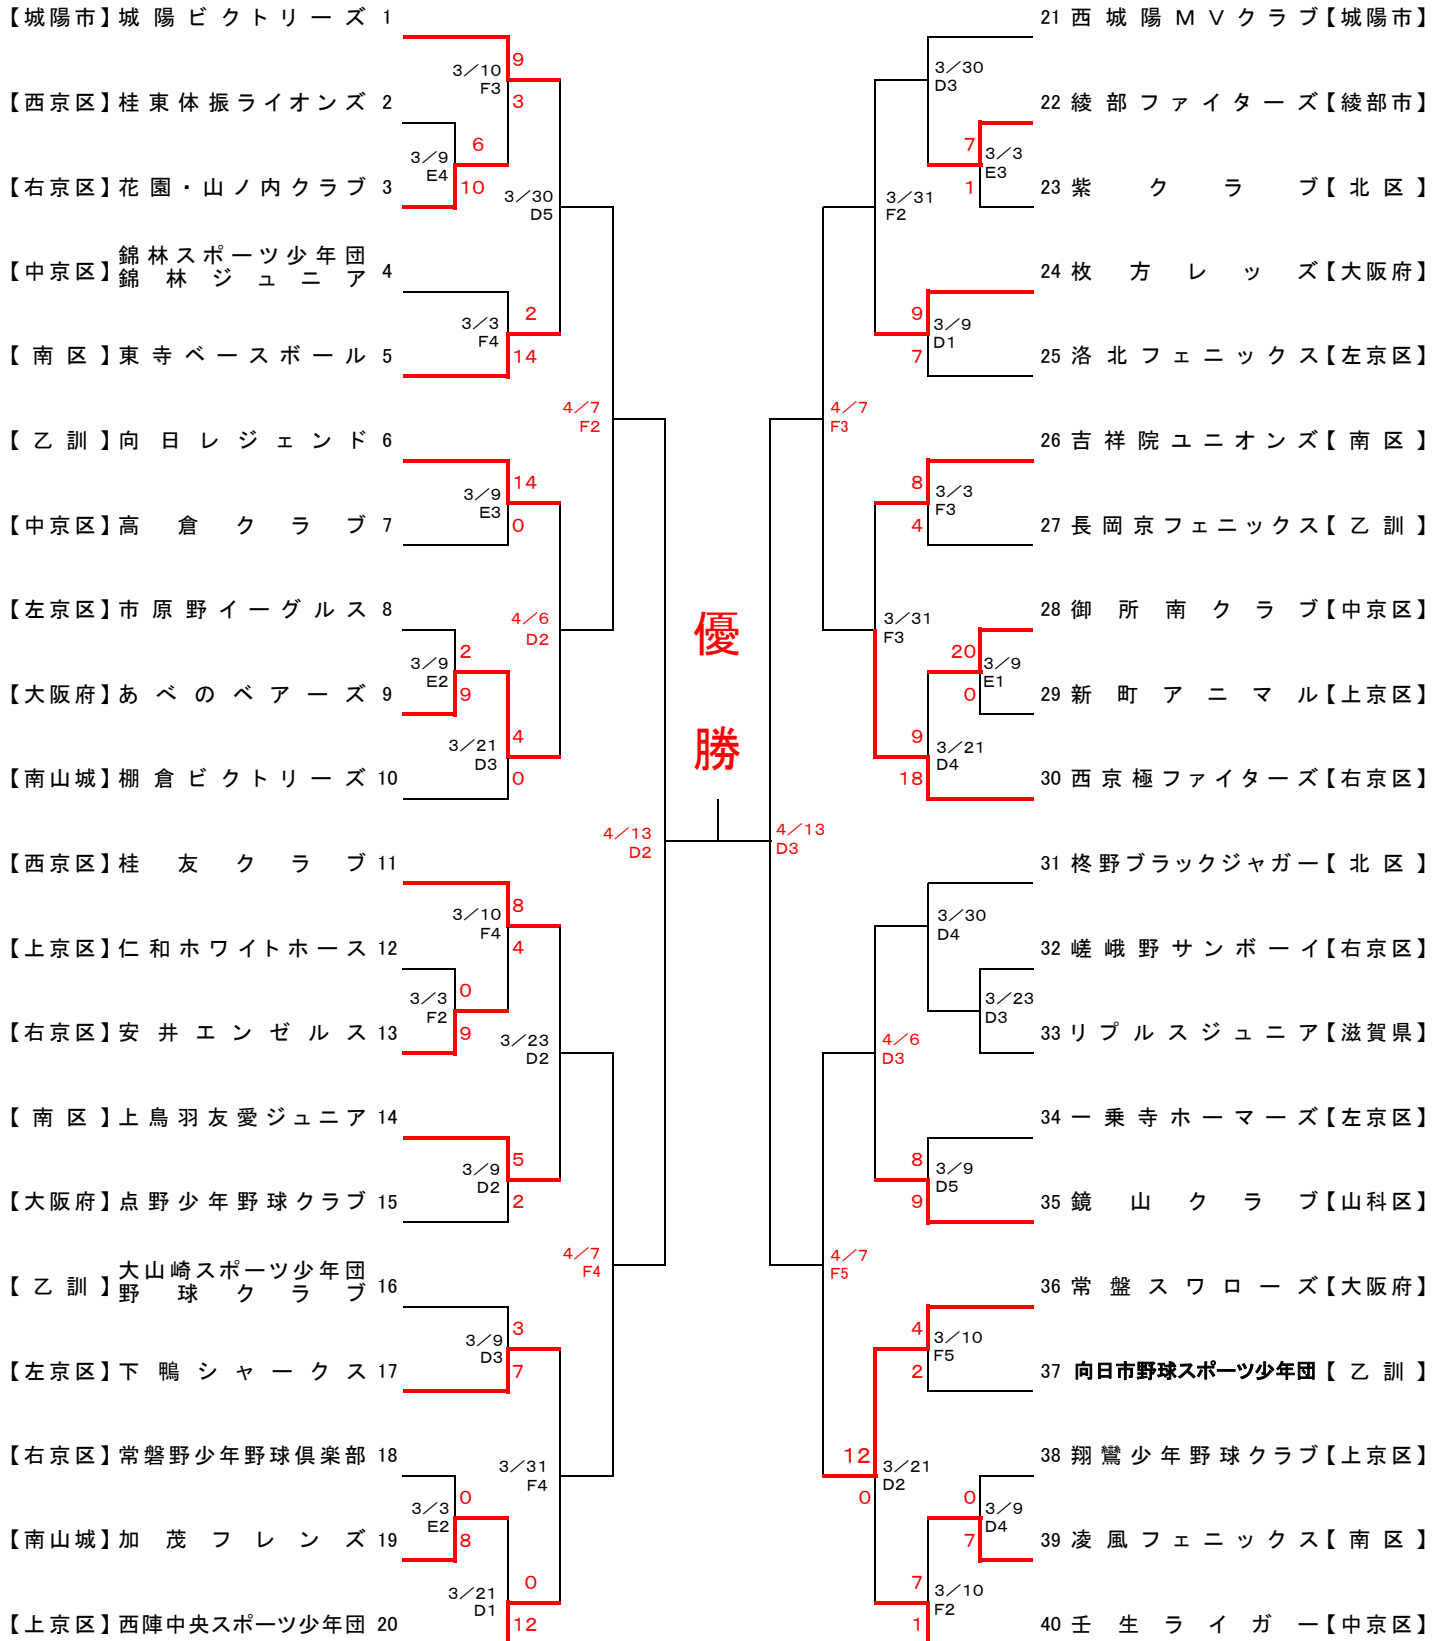 【城陽市】城陽ビクトリーズ 1
9
3／10
F3
3
【西京区】桂東体振ライオンズ 2
6
3／9
E4
10
【右京区】花園・山ノ内クラブ 3
3／30
D5
【中京区】錦林スポーツ少年団
錦林ジュニア 4
2
3／3
F4
14
【南区】東寺ベースボール 5
4／7
F2
【乙訓】向日レジェンド 6
14
3／9
E3
0
【中京区】高倉クラブ 7
【左京区】市原野イーグルス 8
4／6
D2
2
3／9
E2
9
【大阪府】あべのベアーズ 9
4
3／21
D3
0
【南山城】棚倉ビクトリーズ 10
4／13
D2
【西京区】桂友クラブ 11
8
3／10
F4
4
【上京区】仁和ホワイトホース 12
0
3／3
F2
9
【右京区】安井エンゼルス 13
3／23
D2
【南区】上鳥羽友愛ジュニア 14
5
3／9
D2
2
【大阪府】点野少年野球クラブ 15
4／7
F4
【乙訓】大山崎スポーツ少年団
野球クラブ 16
3
3／9
D3
7
【左京区】下鴨シャークス 17
【右京区】常磐野少年野球倶楽部 18
3／31
F4
0
3／3
E2
8
【南山城】加茂フレンズ 19
0
3／21
D1
12
【上京区】西陣中央スポーツ少年団 20
優
勝
21 西城陽ＭＶクラブ【城陽市】
3／30
D3
22 綾部ファイターズ【綾部市】
7
3／3
E3
1
23 紫クラブ【北区】
3／31
F2
24 枚方レッズ【大阪府】
9
3／9
D1
7
25 洛北フェニックス【左京区】
4／7
F3
26 吉祥院ユニオンズ【南区】
8
3／3
F3
4
27 長岡京フェニックス【乙訓】
28 御所南クラブ【中京区】
3／31
F3
20
3／9
E1
0
29 新町アニマル【上京区】
9
3／21
D4
18
30 西京極ファイターズ【右京区】
4／13
D3
31 柊野ブラックジャガー【北区】
3／30
D4
32 嵯峨野サンボーイ【右京区】
3／23
D3
33 リプルスジュニア【滋賀県】
4／6
D3
34 一乗寺ホーマーズ【左京区】
8
3／9
D5
9
35 鏡山クラブ【山科区】
4／7
F5
36 常盤スワローズ【大阪府】
4
3／10
F5
2
37 向日市野球スポーツ少年団【乙訓】
12
3／21
D2
0
38 翔鸞少年野球クラブ【上京区】
0
3／9
D4
7
39 凌風フェニックス【南区】
7
3／10
F2
1
40 壬生ライガー【中京区】